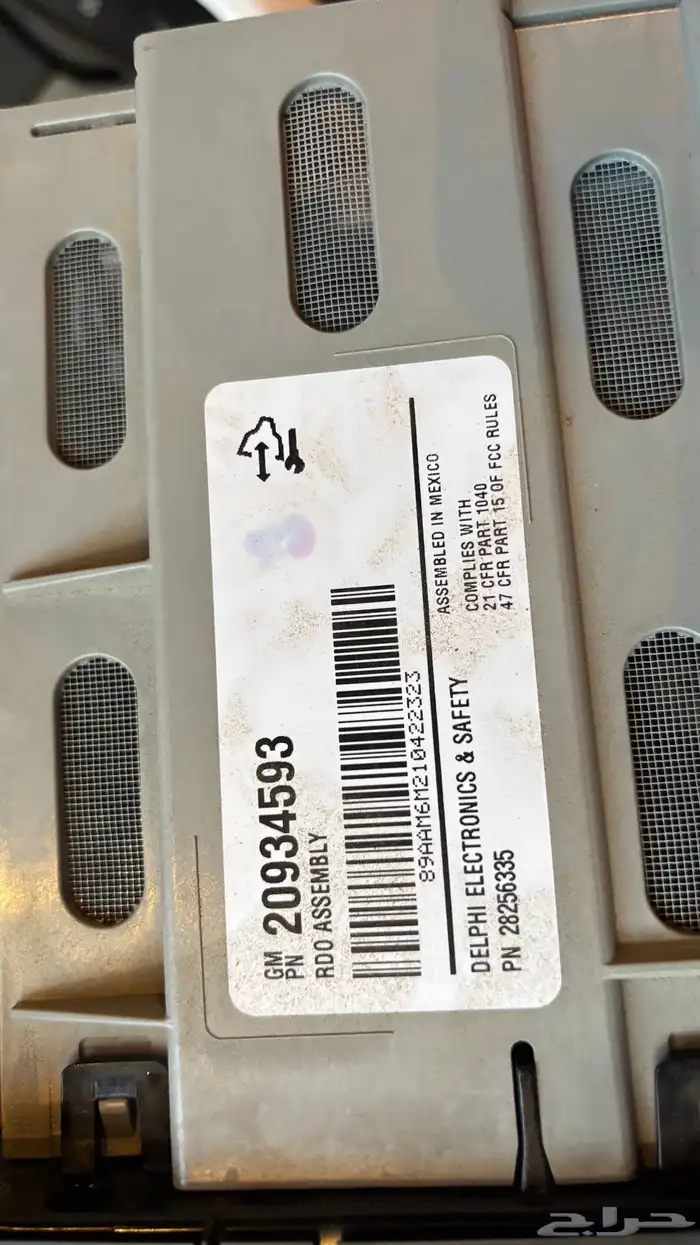 GM
PN 20934593
RDO ASSEMBLY
89AAM6M210422323
ASSEMBLED IN MEXICO
DELPHI ELECTRONICS & SAFETY
PN 28256335
COMPLIES WITH
21 CFR PART 1040
47 CFR PART 15 OF FCC RULES
حراج